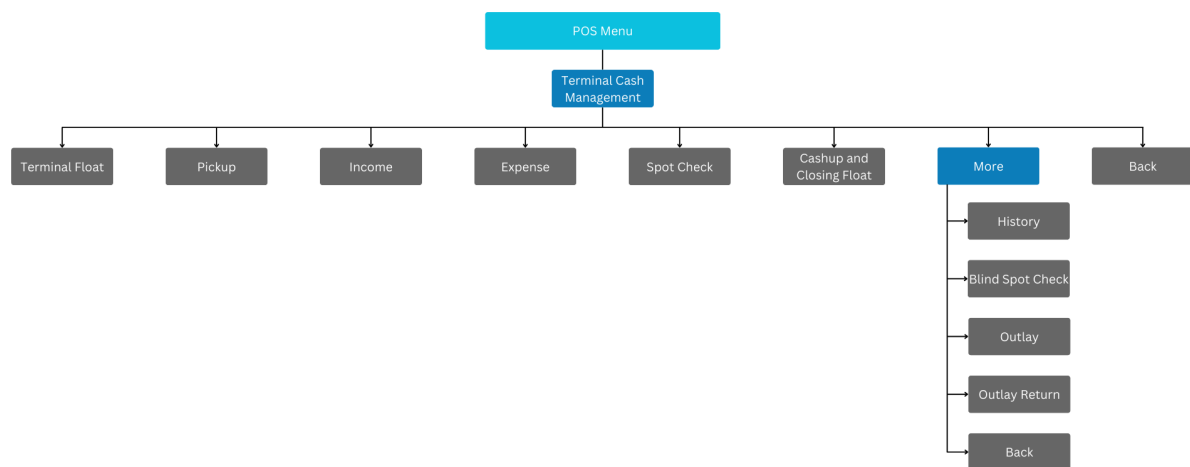 POS Menu
Terminal Cash
Management
Terminal Float
Pickup
Income
Expense
Spot Check
Cashup and
Closing Float
More
Back
History
Blind Spot Check
Outlay
Outlay Return
Back